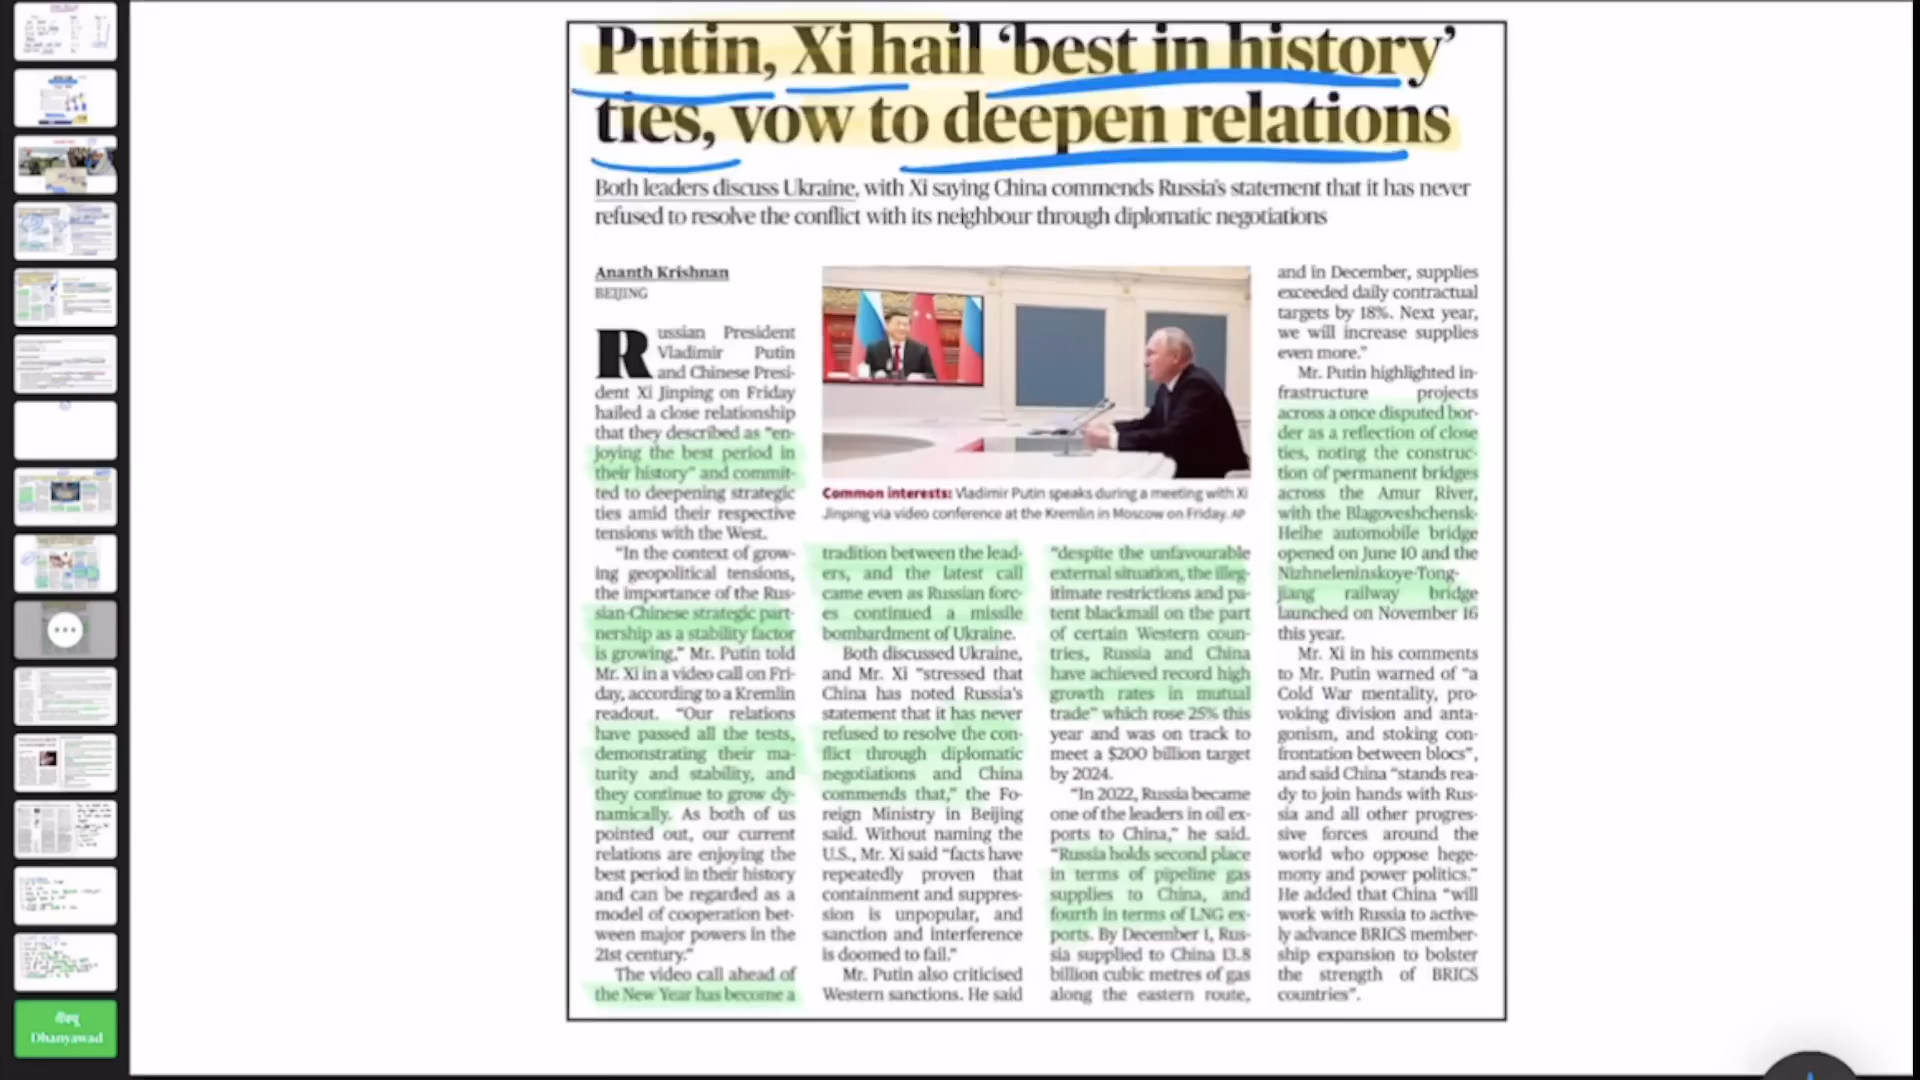 Putin, Xi hail ‘best in history’
ties, vow to deepen relations
Both leaders discuss Ukraine, with Xi saying China commends Russia's statement that it has never
refused to resolve the conflict with its neighbour through diplomatic negotiations
Ananth Krishnan
BEIJING
Russian President
Vladimir Putin
and Chinese Presi-
dent Xi Jinping on Friday
hailed a close relationship
that they described as “en-
joying the best period in
their history” and commit-
ted to deepening strategic
ties amid their respective
tensions with the West.
“In the context of grow-
ing geopolitical tensions,
the importance of the Rus-
sian-Chinese strategic part-
nership as a stability factor
is growing,” Mr. Putin told
Mr. Xi in a video call on Fri-
day, according to a Kremlin
readout. “Our relations
have passed all the tests,
demonstrating their ma-
turity and stability, and
they continue to grow dy-
namically. As both of us
pointed out, our current
relations are enjoying the
best period in their history
and can be regarded as a
model of cooperation bet-
ween major powers in the
21st century.”
The video call ahead of
the New Year has become a
Common interests: Vladimir Putin speaks during a meeting with Xi
Jinping via video conference at the Kremlin in Moscow on Friday. AP
tradition between the lead-
ers, and the latest call
came even as Russian forc-
es continued a missile
bombardment of Ukraine.
Both discussed Ukraine,
and Mr. Xi “stressed that
China has noted Russia's
statement that it has never
refused to resolve the con-
flict through diplomatic
negotiations and China
commends that,” the Fo-
reign Ministry in Beijing
said. Without naming the
U.S., Mr. Xi said “facts have
repeatedly proven that
containment and suppres-
sion is unpopular, and
sanction and interference
is doomed to fail.”
Mr. Putin also criticised
Western sanctions. He said
“despite the unfavourable
external situation, the illeg-
itimate restrictions and pa-
tent blackmail on the part
of certain Western coun-
tries, Russia and China
have achieved record high
growth rates in mutual
trade” which rose 25% this
year and was on track to
meet a $200 billion target
by 2024.
“In 2022, Russia became
one of the leaders in oil ex-
ports to China,” he said.
“Russia holds second place
in terms of pipeline gas
supplies to China, and
fourth in terms of LNG ex-
ports. By December 1, Rus-
sia supplied to China 13.8
billion cubic metres of gas
along the eastern route,
and in December, supplies
exceeded daily contractual
targets by 18%. Next year,
we will increase supplies
even more.”
Mr. Putin highlighted in-
frastructure projects
across a once disputed bor-
der as a reflection of close
ties, noting the construc-
tion of permanent bridges
across the Amur River,
with the Blagoveshchensk-
Heihe automobile bridge
opened on June 10 and the
Nizhneleninskoye-Tong-
jiang railway bridge
launched on November 16
this year.
Mr. Xi in his comments
to Mr. Putin warned of “a
Cold War mentality, pro-
voking division and anta-
gonism, and stoking con-
frontation between blocs”,
and said China “stands rea-
dy to join hands with Rus-
sia and all other progres-
sive forces around the
world who oppose hege-
mony and power politics.”
He added that China “will
work with Russia to active-
ly advance BRICS member-
ship expansion to bolster
the strength of BRICS
countries”.
Dhanyawad